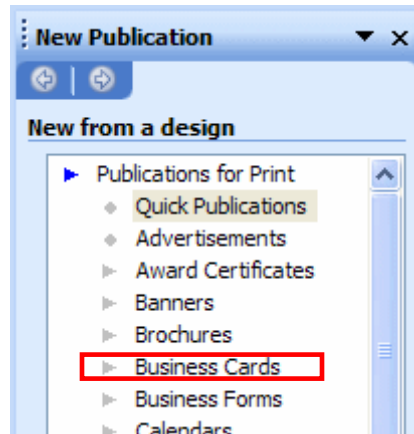 New Publication
New from a design
Publications for Print
Quick Publications
Advertisements
Award Certificates
Banners
Brochures
Business Cards
Business Forms
Calendars